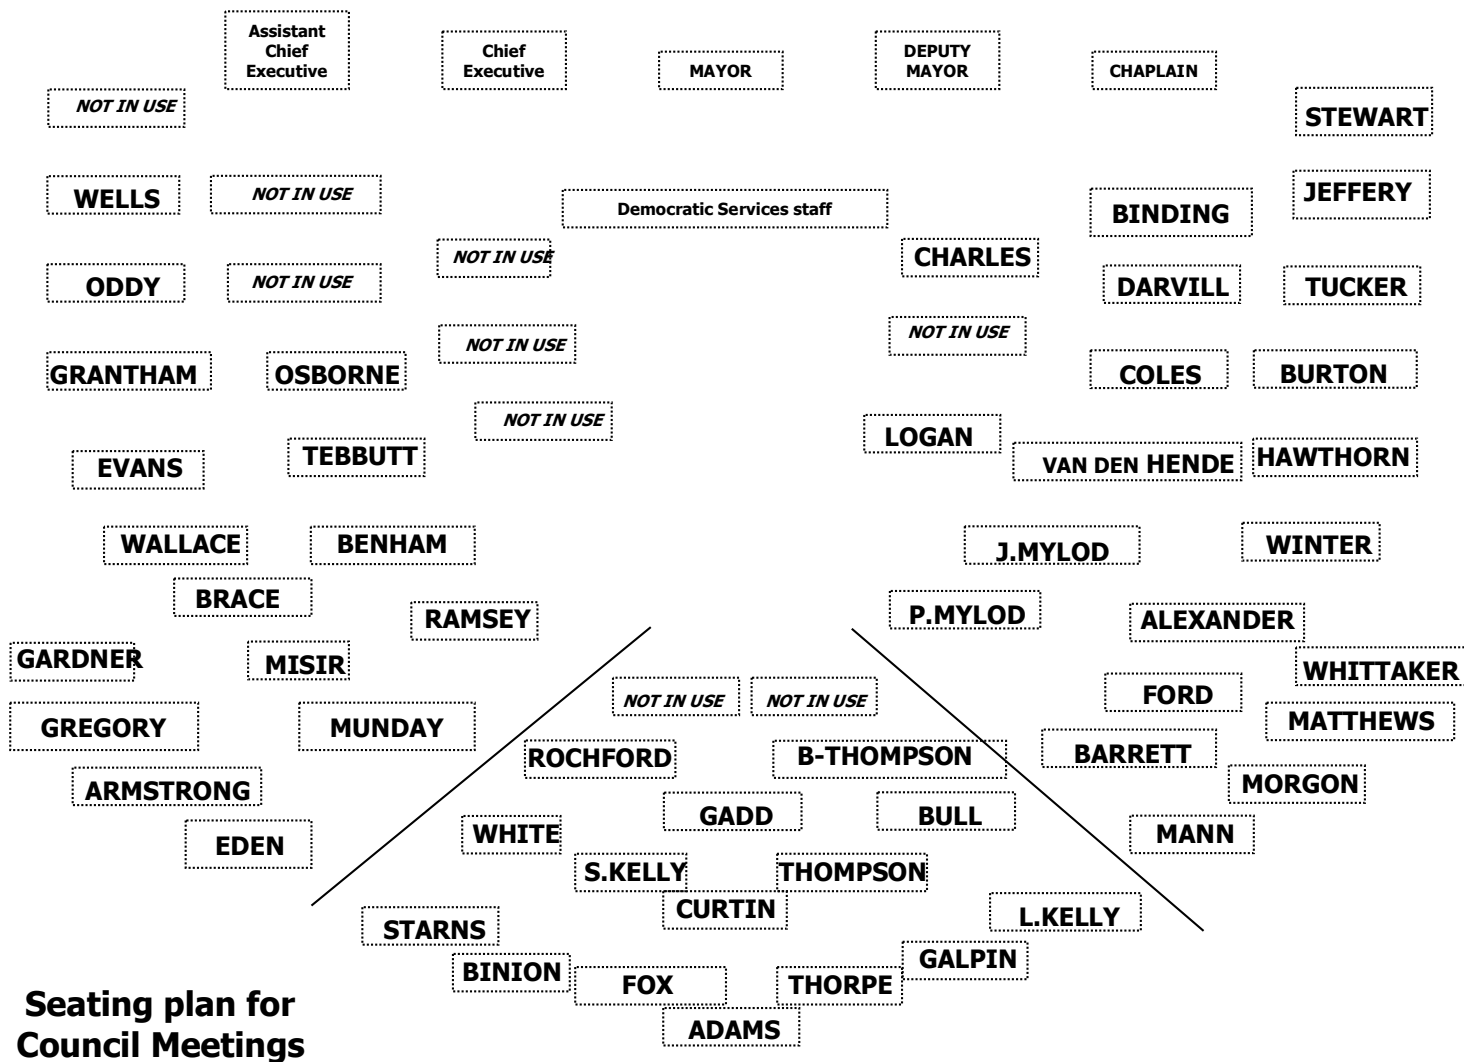 Assistant
Chief
Executive
Chief
Executive
MAYOR
DEPUTY
MAYOR
CHAPLAIN
NOT IN USE
STEWART
WELLS
NOT IN USE
Democratic Services staff
BINDING
JEFFERY
NOT IN USE
CHARLES
ODDY
NOT IN USE
DARVILL
TUCKER
NOT IN USE
NOT IN USE
GRANTHAM
OSBORNE
COLES
BURTON
NOT IN USE
LOGAN
EVANS
TEBBUTT
VAN DEN HENDE
HAWTHORN
WALLACE
BENHAM
J.MYLOD
WINTER
BRACE
RAMSEY
P.MYLOD
ALEXANDER
GARDNER
MISIR
WHITTAKER
NOT IN USE
NOT IN USE
FORD
GREGORY
MUNDAY
MATTHEWS
ROCHFORD
B-THOMPSON
BARRETT
ARMSTRONG
MORGON
GADD
BULL
EDEN
WHITE
MANN
S.KELLY
THOMPSON
CURTIN
L.KELLY
STARNS
BINION
GALPIN
FOX
THORPE
ADAMS
Seating plan for
Council Meetings